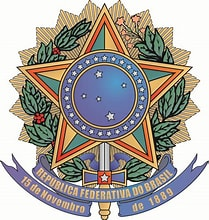 REPÚBLICA FEDERATIVA DO BRASIL
15 de Novembro de 1889